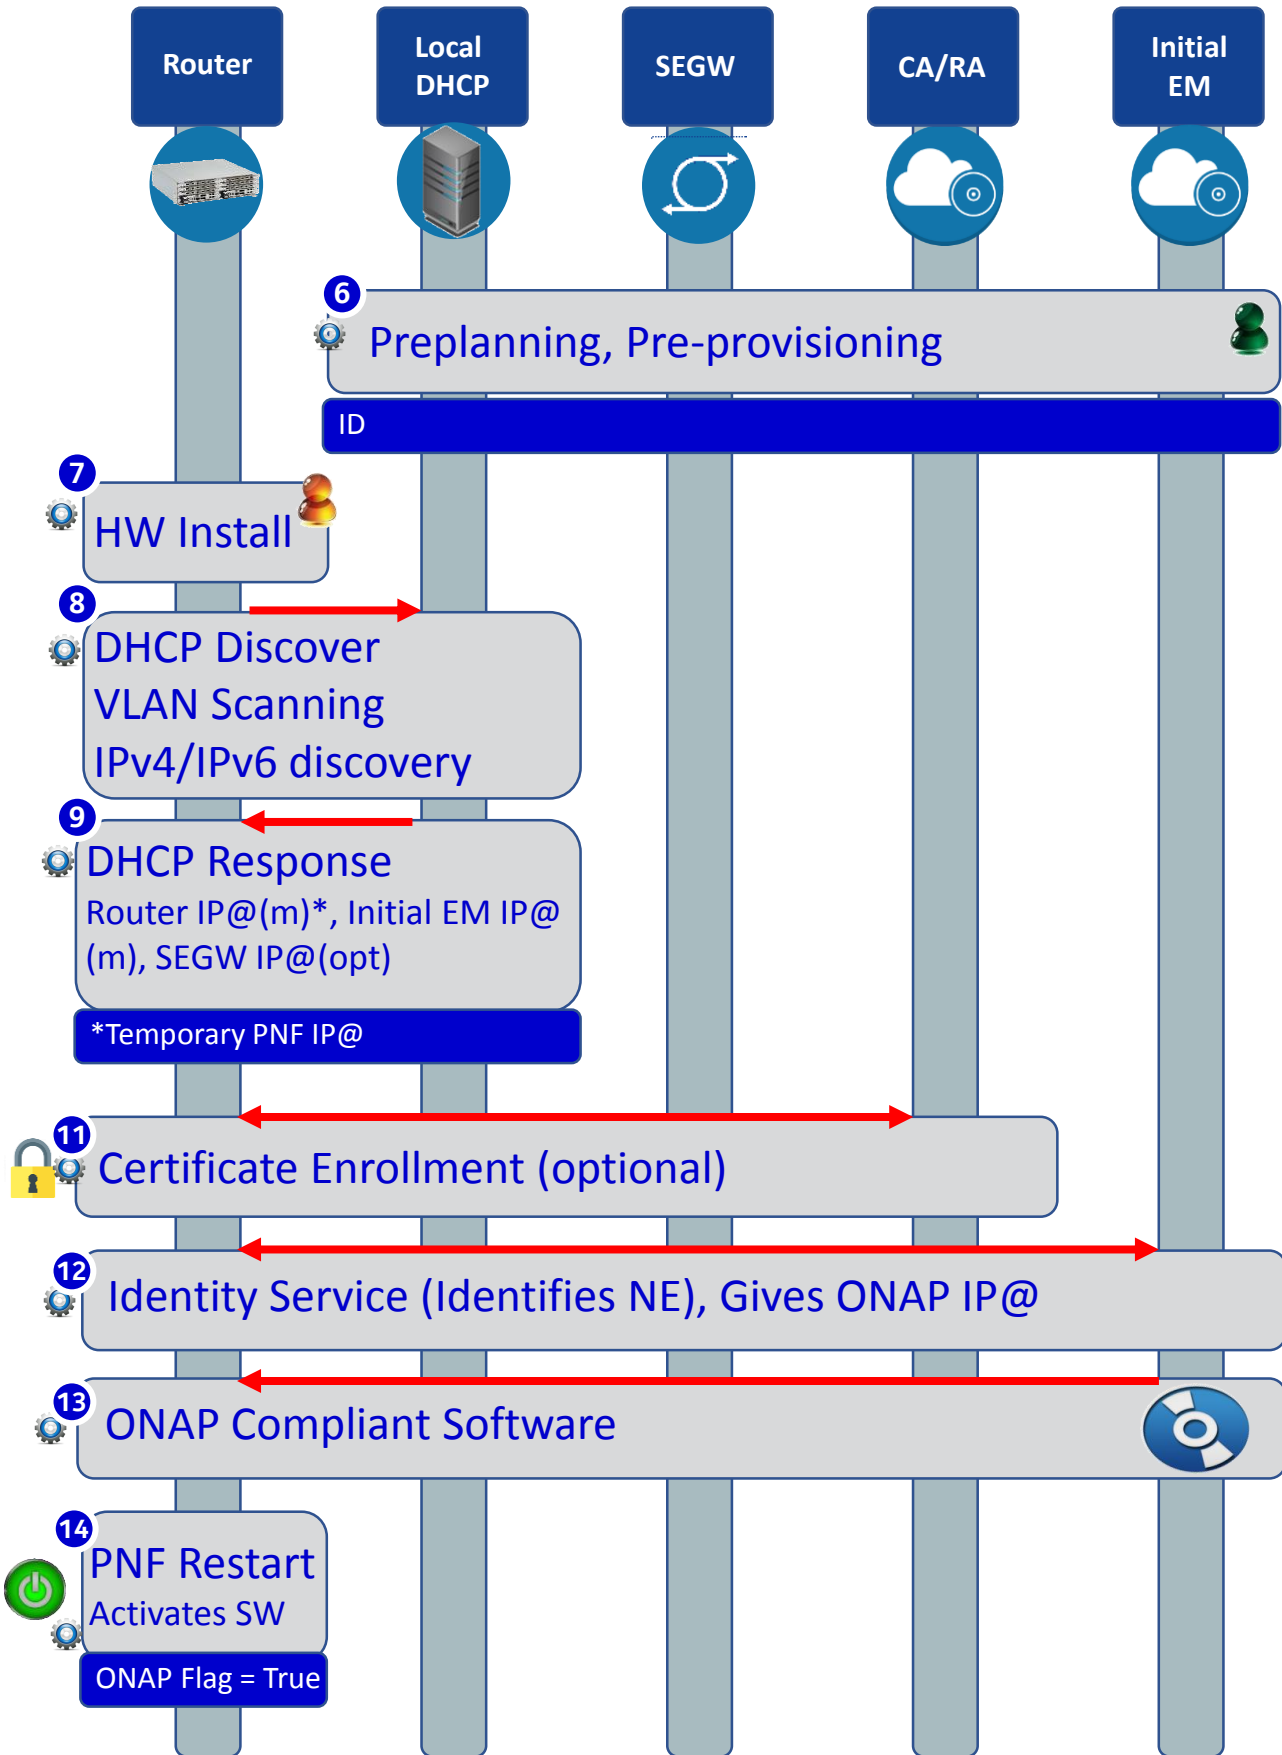 Router
Local
DHCP
SEGW
CA/RA
Initial
EM
6
Preplanning, Pre-provisioning
ID
7
HW Install
8
DHCP Discover
VLAN Scanning
IPv4/IPv6 discovery
9
DHCP Response
Router IP@(m)*, Initial EM IP@
(m), SEGW IP@(opt)
*Temporary PNF IP@
11
Certificate Enrollment (optional)
12
Identity Service (Identifies NE), Gives ONAP IP@
13
ONAP Compliant Software
14
PNF Restart
Activates SW
ONAP Flag = True